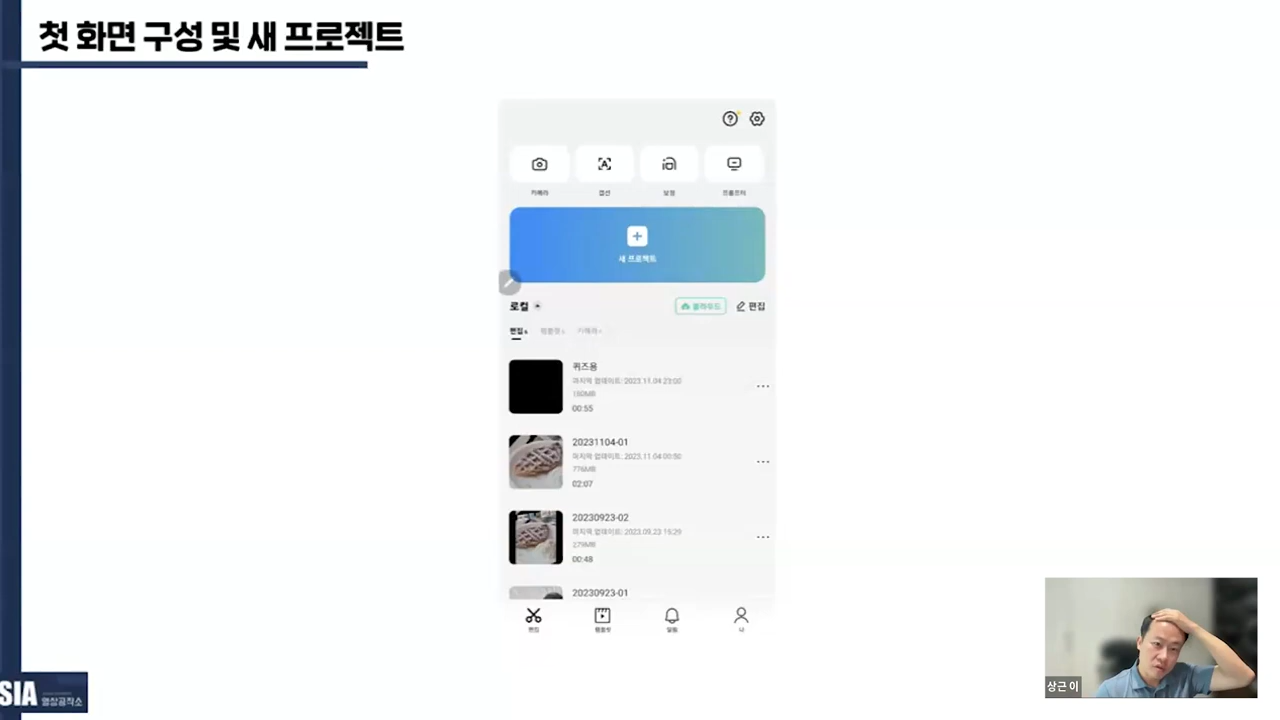 첫 화면 구성 및 새 프로젝트
카메라
캡션
보정
프롬프터
새 프로젝트
로컬
클라우드
편집
편집
템플릿
카메라
퀴즈용
마지막 업데이트: 2023.11.04 23:00
00:55
20231104-01
마지막 업데이트: 2023.11.04 00:50
776MB
02:07
20230923-02
마지막 업데이트: 2023.09.23 16:29
279MB
00:48
20230923-01
편집
템플릿
알림
나
SIA 영상공작소
상근 이